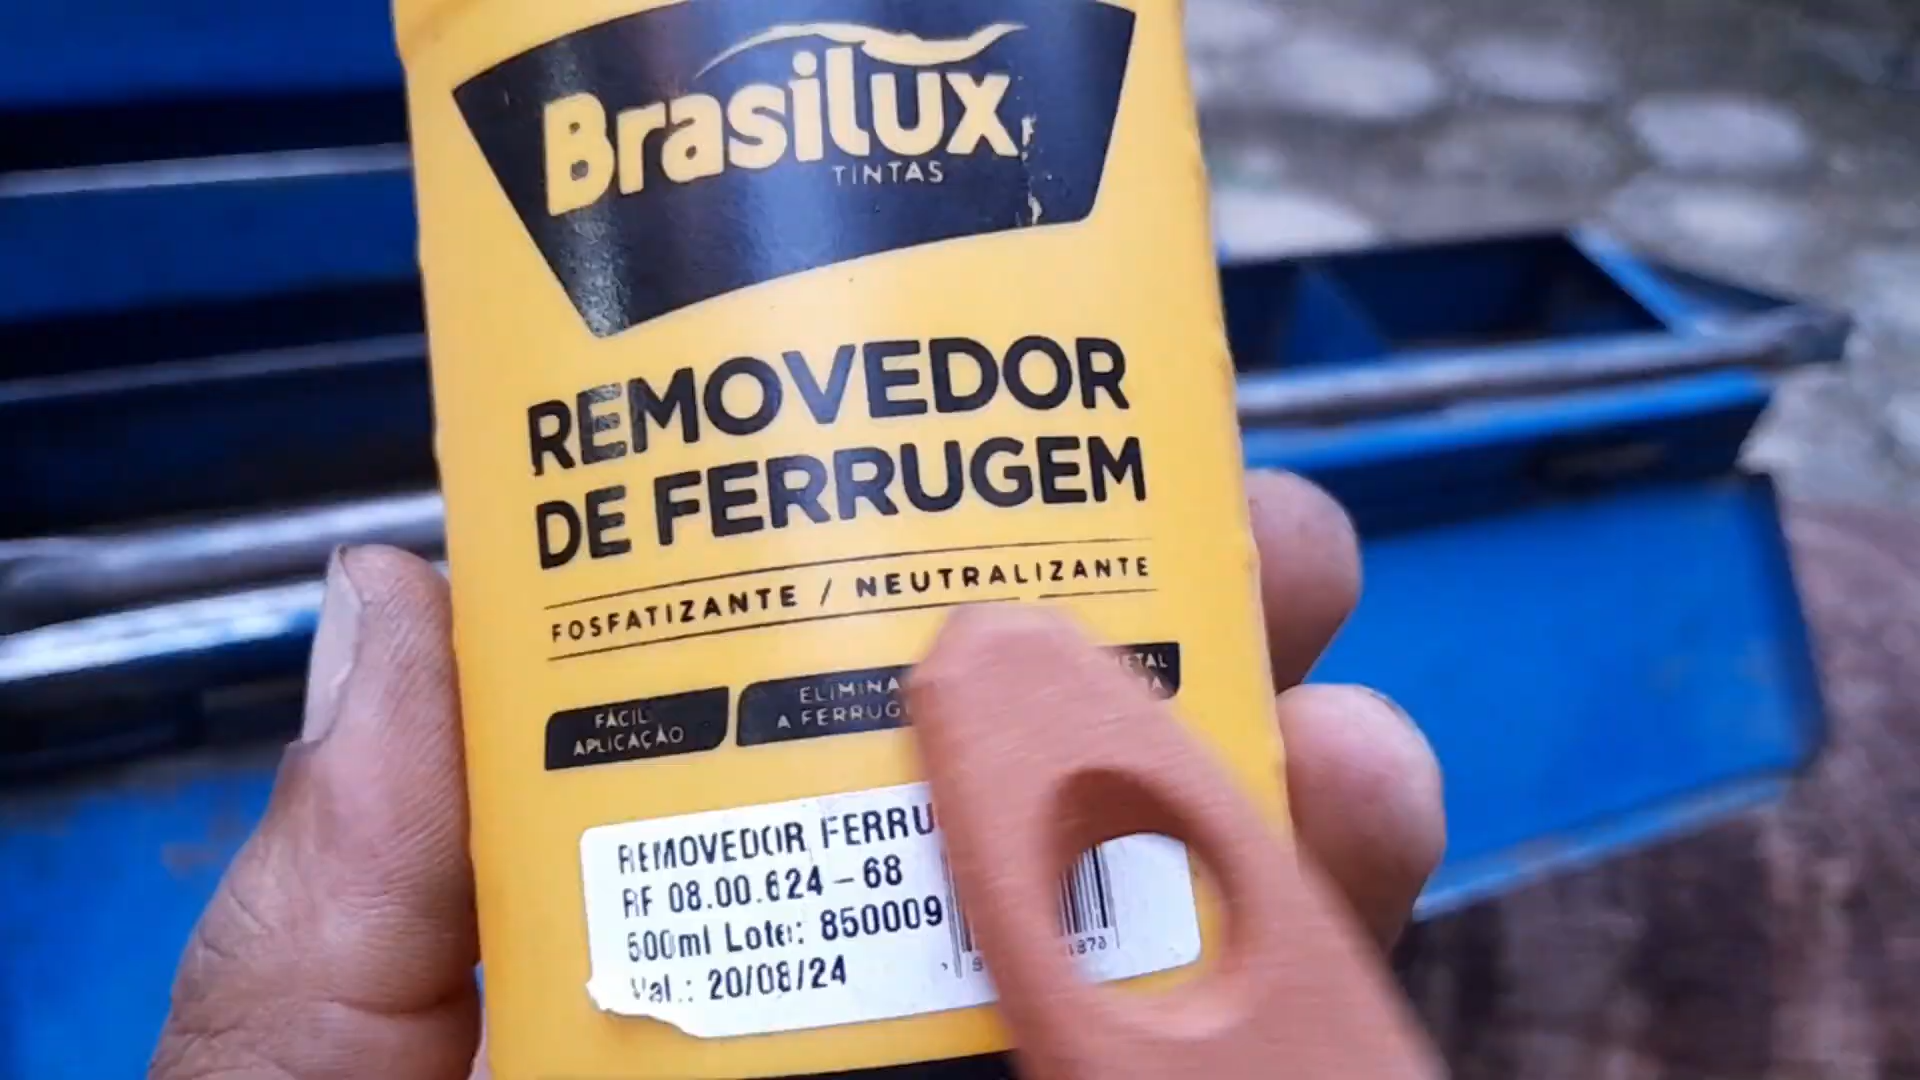 Brasilux
TINTAS
REMOVEDOR
DE FERRUGEM
FOSFATIZANTE / NEUTRALIZANTE
FÁCIL
APLICAÇÃO
ELIMINA
A
REMOVEDOR
RF 08.00.624-68
500ml Lote: 850009
Val.: 20/08/24